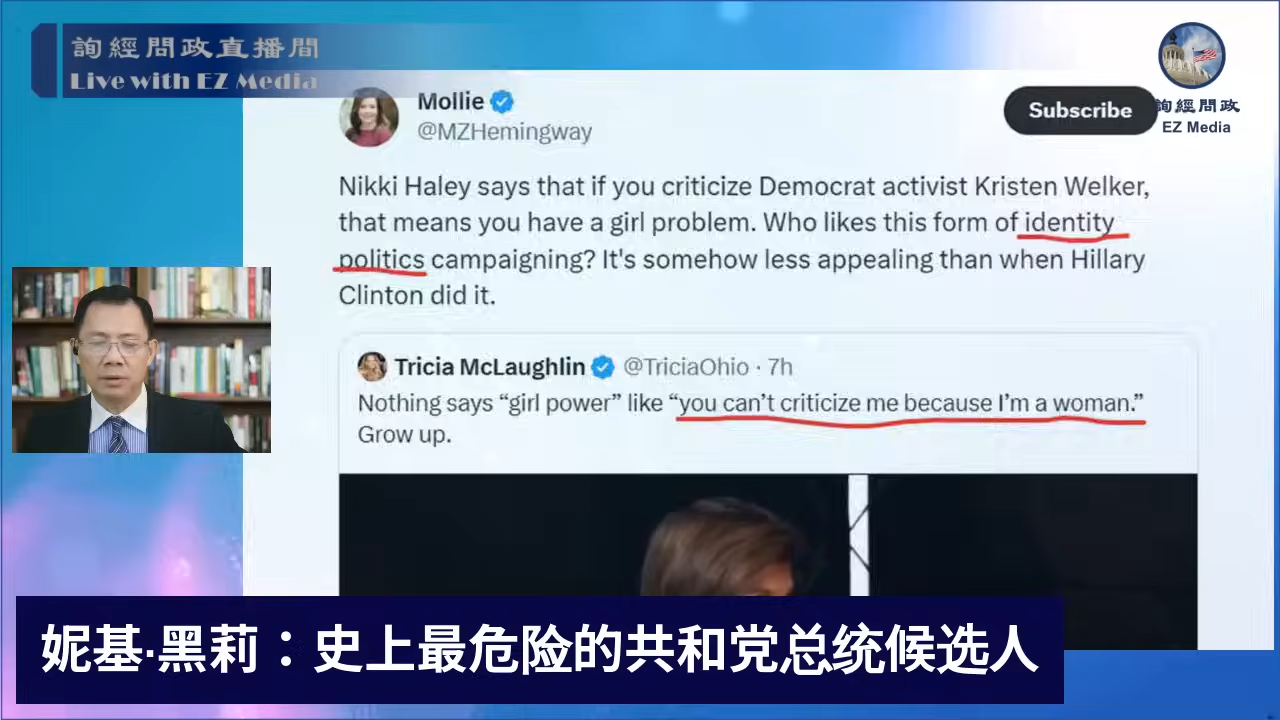 詢經問政直播間
Live with EZ Media
Mollie
@MZHemingway
Subscribe
詢經問政
EZ Media
Nikki Haley says that if you criticize Democrat activist Kristen Welker,
that means you have a girl problem. Who likes this form of identity
politics campaigning? It's somehow less appealing than when Hillary
Clinton did it.
Tricia McLaughlin @TriciaOhio · 7h
Nothing says “girl power” like “you can’t criticize me because I’m a woman.”
Grow up.
妮基·黑莉：史上最危险的共和党总统候选人